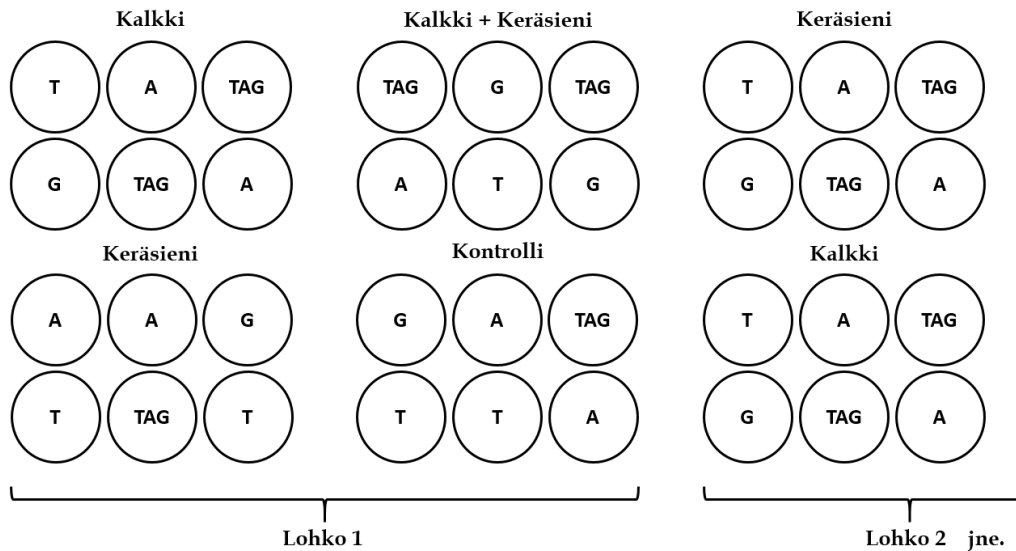 Kalkki Kalkki + Keräsieni Keräsieni
T A TAG TAG G TAG T A TAG
G TAG A A T G G TAG A
Keräsieni Kontrolli Kalkki
A A G G A TAG T A TAG
T TAG T T T A G TAG A
Lohko 1 Lohko 2 jne.